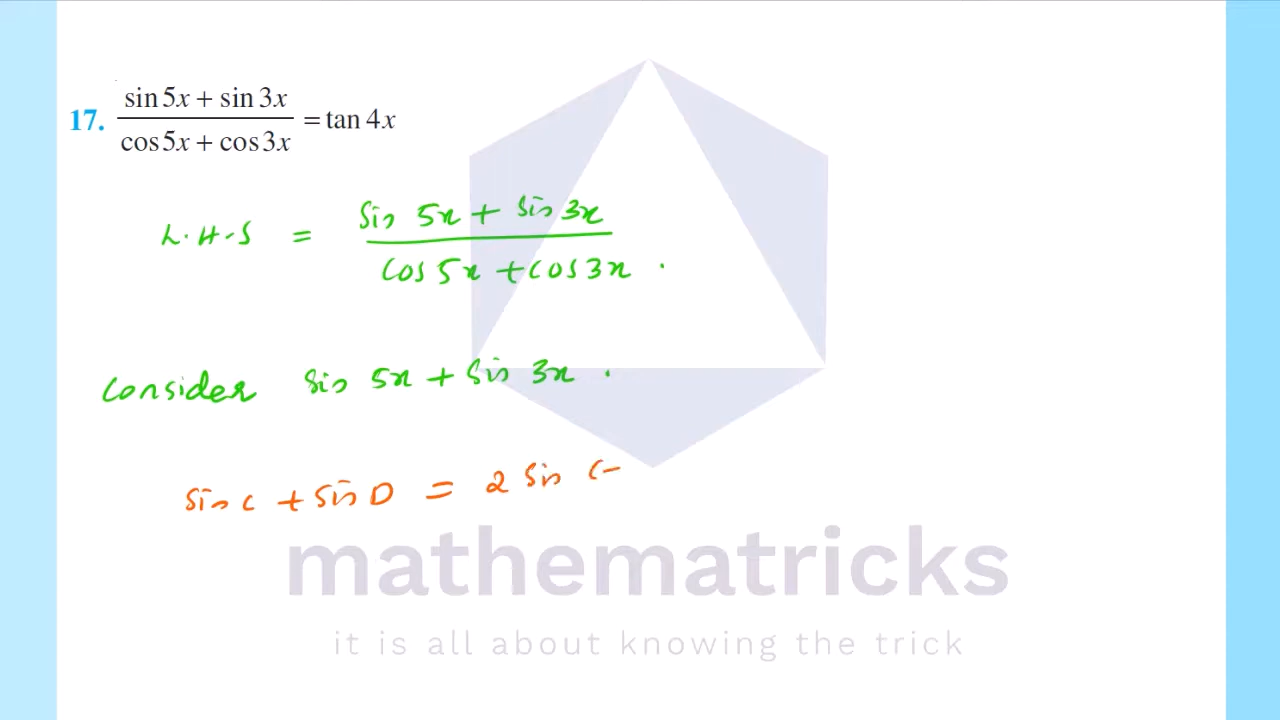 17. (sin 5x + sin 3x)/(cos 5x + cos 3x) = tan 4x
L.H.S = (Sin 5x + Sin 3x)/(Cos 5x + Cos 3x) .
Consider Sin 5x + Sin 3x .
Sin C + Sin D = 2 Sin C-
mathematricks
it is all about knowing the trick